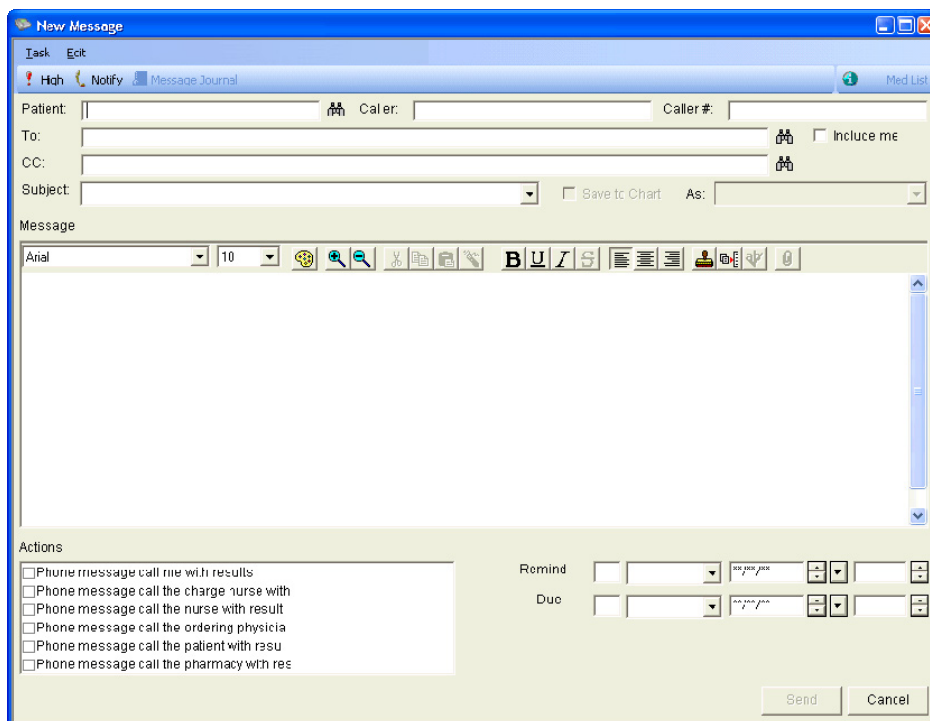 New Message
Task Edit
High Notify Message Journal Med List
Patient: Caller: Caller #:
To: Include me
CC:
Subject: Save to Chart As:
Message
Arial 10 B U I S
Actions
Phone message call me with results
Phone message call the charge nurse with
Phone message call the nurse with result
Phone message call the ordering physicia
Phone message call the patient with resu
Phone message call the pharmacy with res
Remind **/**/**
Due **/**/**
Send Cancel